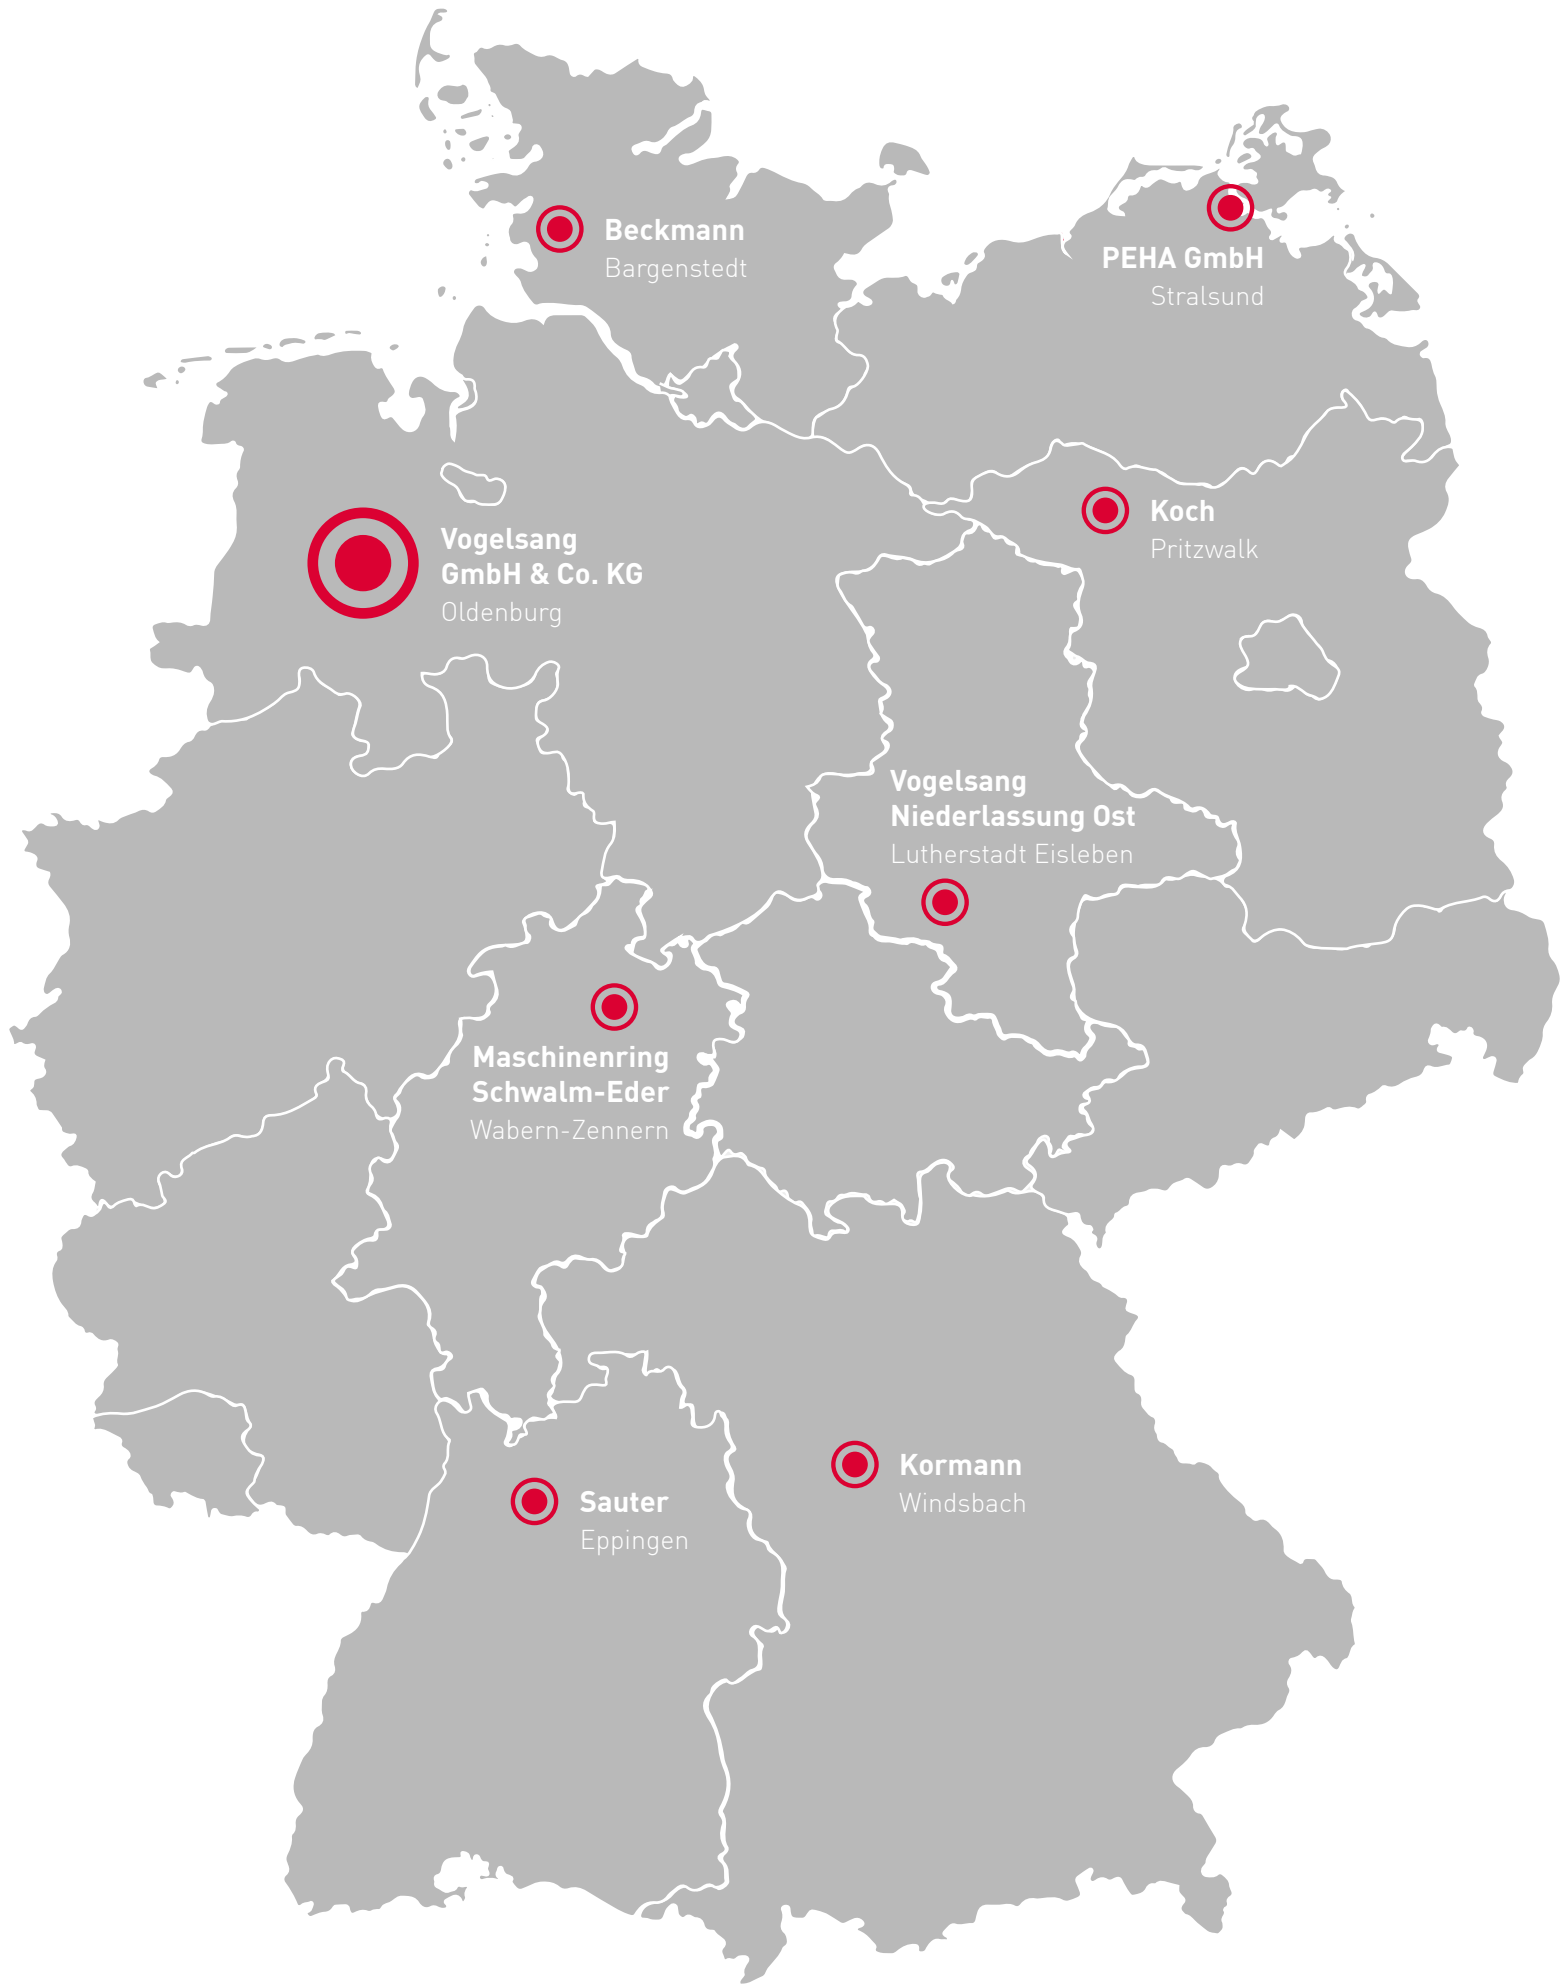 Beckmann
Bargenstedt
PEHA GmbH
Stralsund
Koch
Pritzwalk
Vogelsang
GmbH & Co. KG
Oldenburg
Vogelsang
Niederlassung Ost
Lutherstadt Eisleben
Maschinenring
Schwalm-Eder
Wabern-Zennern
Kormann
Windsbach
Sauter
Eppingen